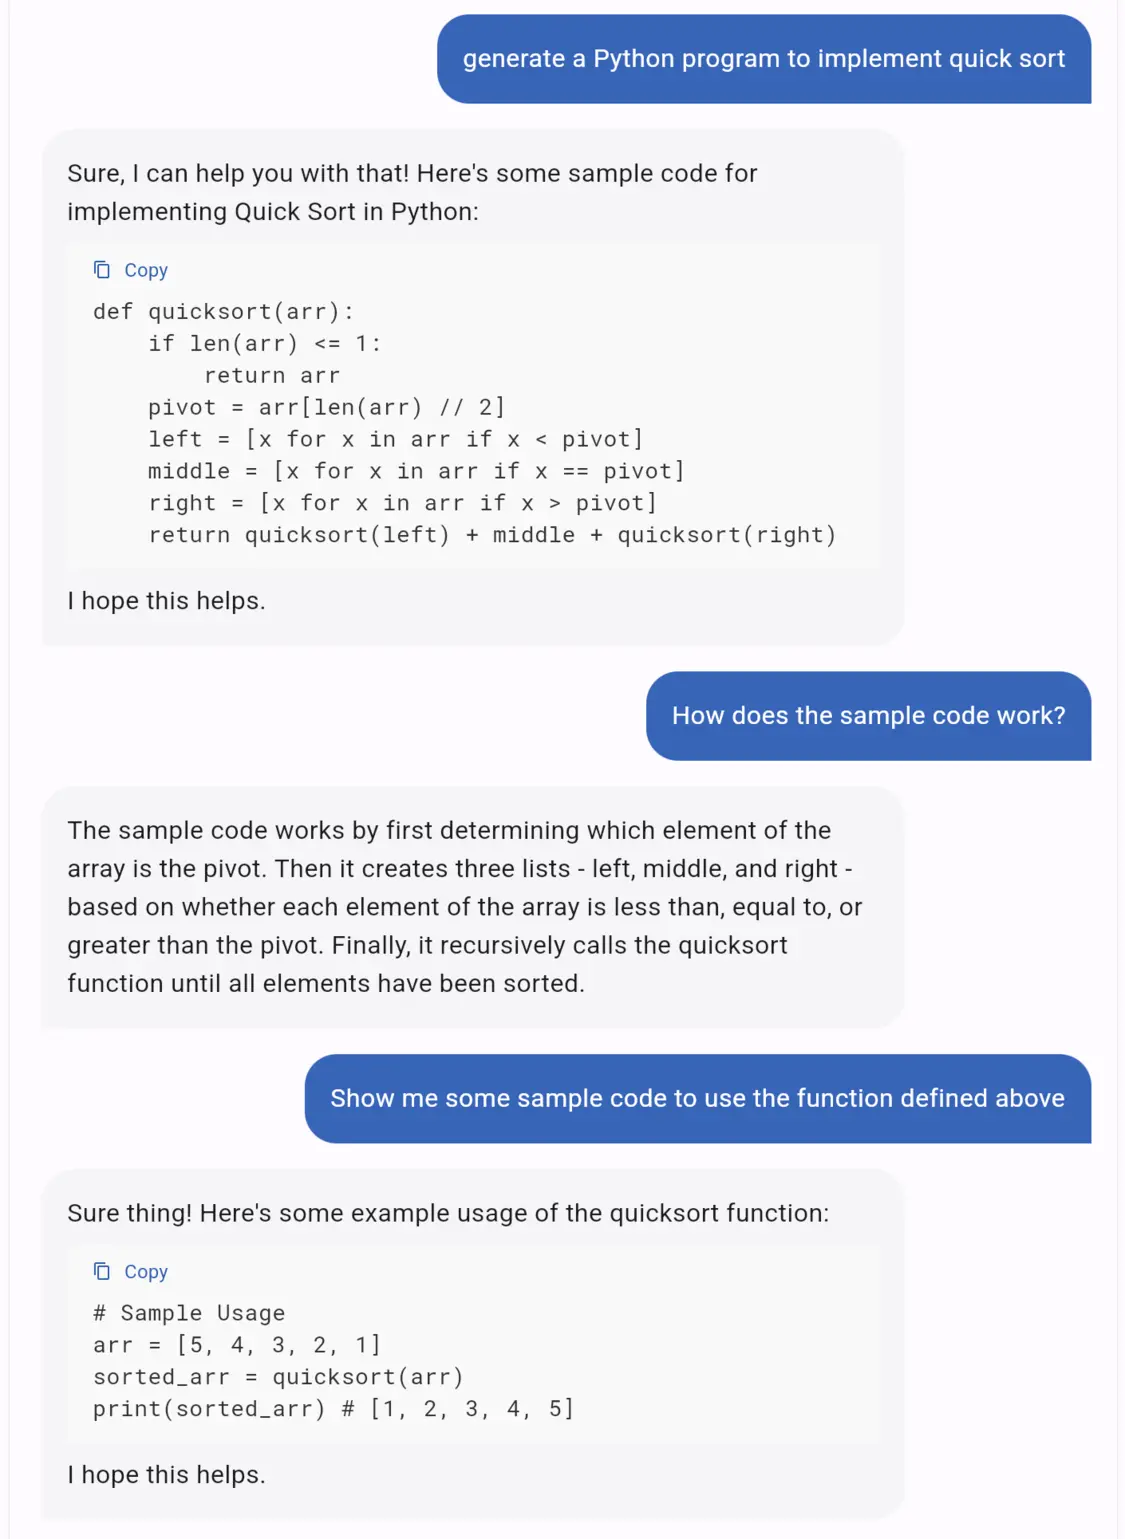 generate a Python program to implement quick sort
Sure, I can help you with that! Here's some sample code for
implementing Quick Sort in Python:
Copy
def quicksort(arr):
    if len(arr) <= 1:
        return arr
    pivot = arr[len(arr) // 2]
    left = [x for x in arr if x < pivot]
    middle = [x for x in arr if x == pivot]
    right = [x for x in arr if x > pivot]
    return quicksort(left) + middle + quicksort(right)
I hope this helps.
How does the sample code work?
The sample code works by first determining which element of the
array is the pivot. Then it creates three lists - left, middle, and right -
based on whether each element of the array is less than, equal to, or
greater than the pivot. Finally, it recursively calls the quicksort
function until all elements have been sorted.
Show me some sample code to use the function defined above
Sure thing! Here's some example usage of the quicksort function:
Copy
# Sample Usage
arr = [5, 4, 3, 2, 1]
sorted_arr = quicksort(arr)
print(sorted_arr) # [1, 2, 3, 4, 5]
I hope this helps.